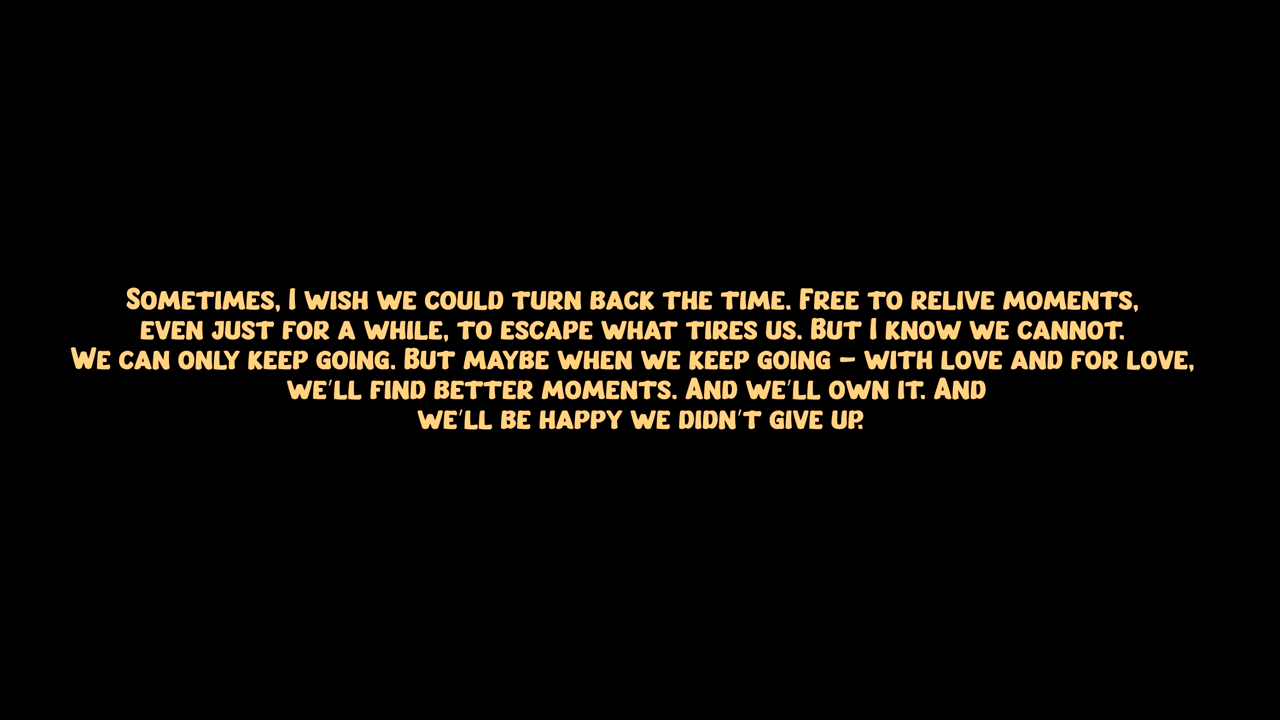 Sometimes, I wish we could turn back the time. Free to relive moments,
even just for a while, to escape what tires us. But I know we cannot.
We can only keep going. But maybe when we keep going – with love and for love,
we'll find better moments. And we'll own it. And
we'll be happy we didn't give up.